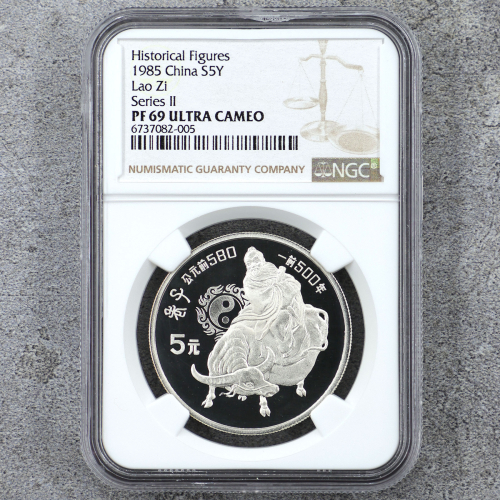 Historical Figures
1985 China S5Y
Lao Zi
Series II
PF 69 ULTRA CAMEO
6737082-005
NUMISMATIC GUARANTY COMPANY
NGC
公元前580
一前500年
老子
5元